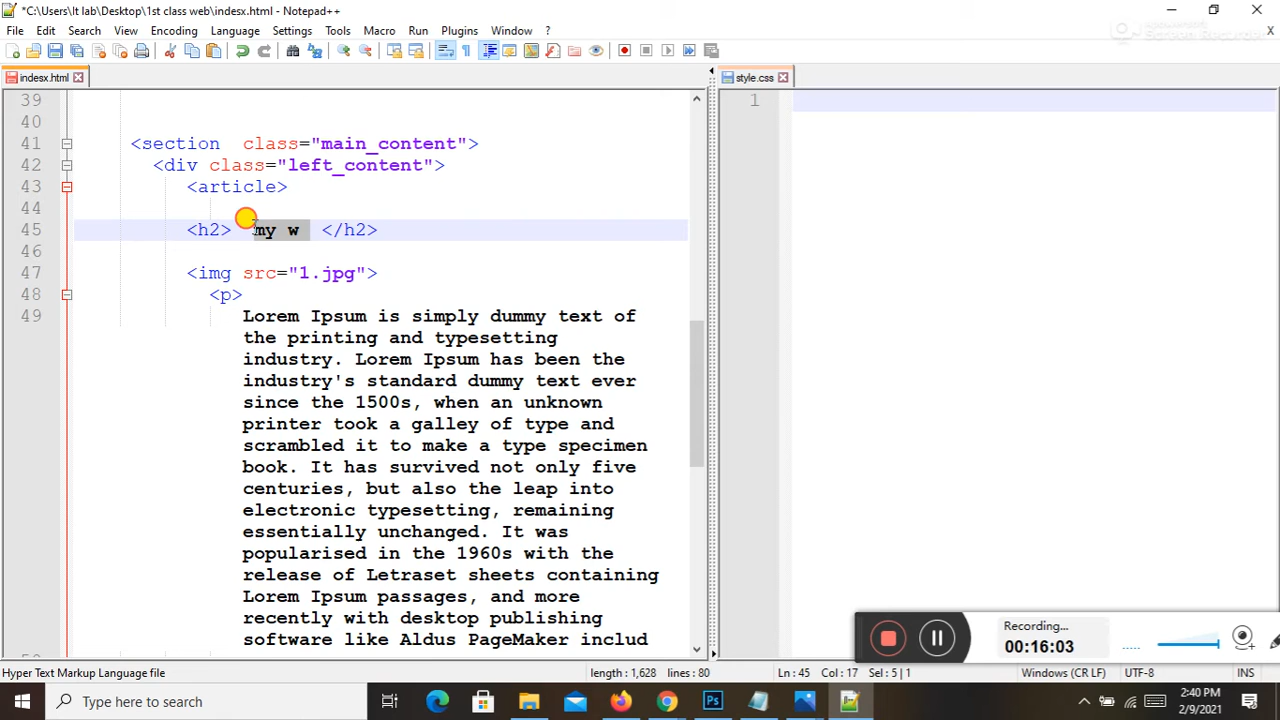 *C:\Users\It lab\Desktop\1st class web\indesx.html - Notepad++
File Edit Search View Encoding Language Settings Tools Macro Run Plugins Window ?
X
indesx.html
style.css
39
40
41 <section class="main_content">
42 <div class="left_content">
43 <article>
44
45 <h2> my w </h2>
46
47 <img src="1.jpg">
48 <p>
49 Lorem Ipsum is simply dummy text of
the printing and typesetting
industry. Lorem Ipsum has been the
industry's standard dummy text ever
since the 1500s, when an unknown
printer took a galley of type and
scrambled it to make a type specimen
book. It has survived not only five
centuries, but also the leap into
electronic typesetting, remaining
essentially unchanged. It was
popularised in the 1960s with the
release of Letraset sheets containing
Lorem Ipsum passages, and more
recently with desktop publishing
software like Aldus PageMaker includ
1
Recording...
00:16:03
Hyper Text Markup Language file
length : 1,628 lines : 80
Ln : 45 Col : 17 Sel : 5 | 1
Windows (CR LF)
UTF-8
INS
Type here to search
Ps
2:40 PM
2/9/2021